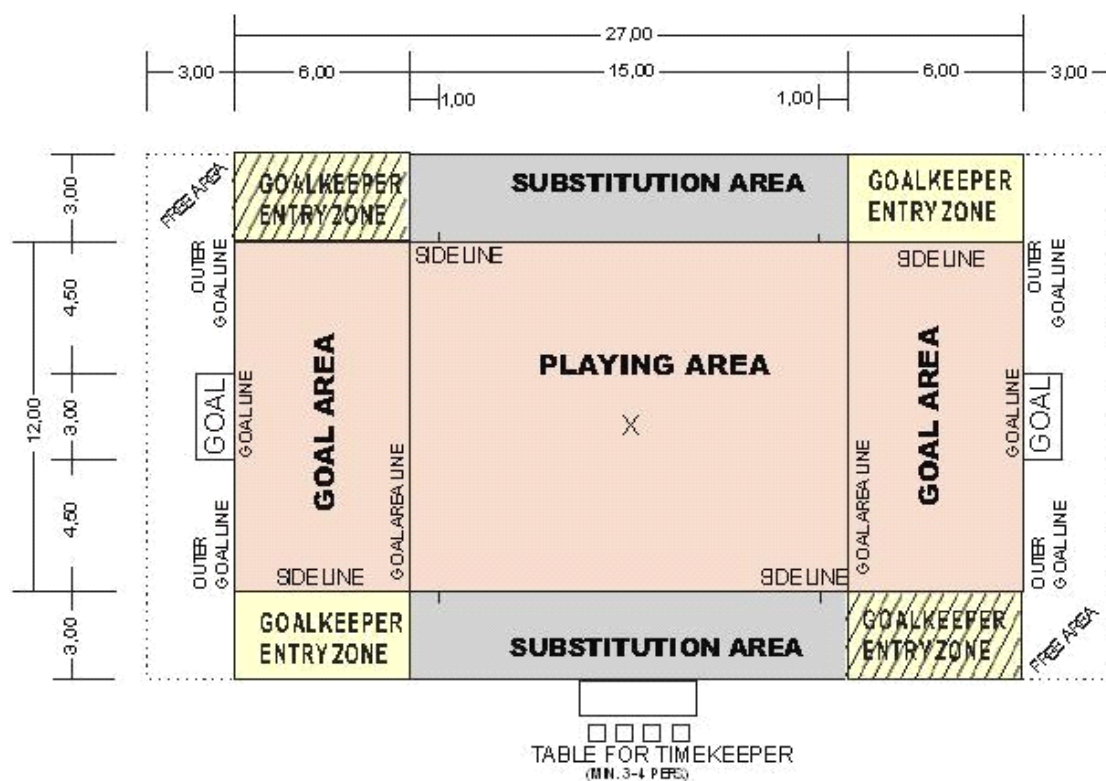 27,00
3,00 6,00 15,00 6,00 3,00
1,00 1,00
FREE AREA
GOALKEEPER
ENTRY ZONE
SUBSTITUTION AREA
GOALKEEPER
ENTRY ZONE
3,00
SIDE LINE
SIDE LINE
OUTER
GOAL LINE
OUTER
GOAL LINE
4,50
12,00
3,00
4,50
GOAL
GOAL LINE
GOAL AREA
GOAL AREA LINE
PLAYING AREA
X
GOAL AREA LINE
GOAL AREA
GOAL LINE
GOAL
OUTER
GOAL LINE
OUTER
GOAL LINE
SIDE LINE
SIDE LINE
3,00
GOALKEEPER
ENTRY ZONE
SUBSTITUTION AREA
GOALKEEPER
ENTRY ZONE
FREE AREA
TABLE FOR TIMEKEEPER
(MIN. 3-4 PERS.)